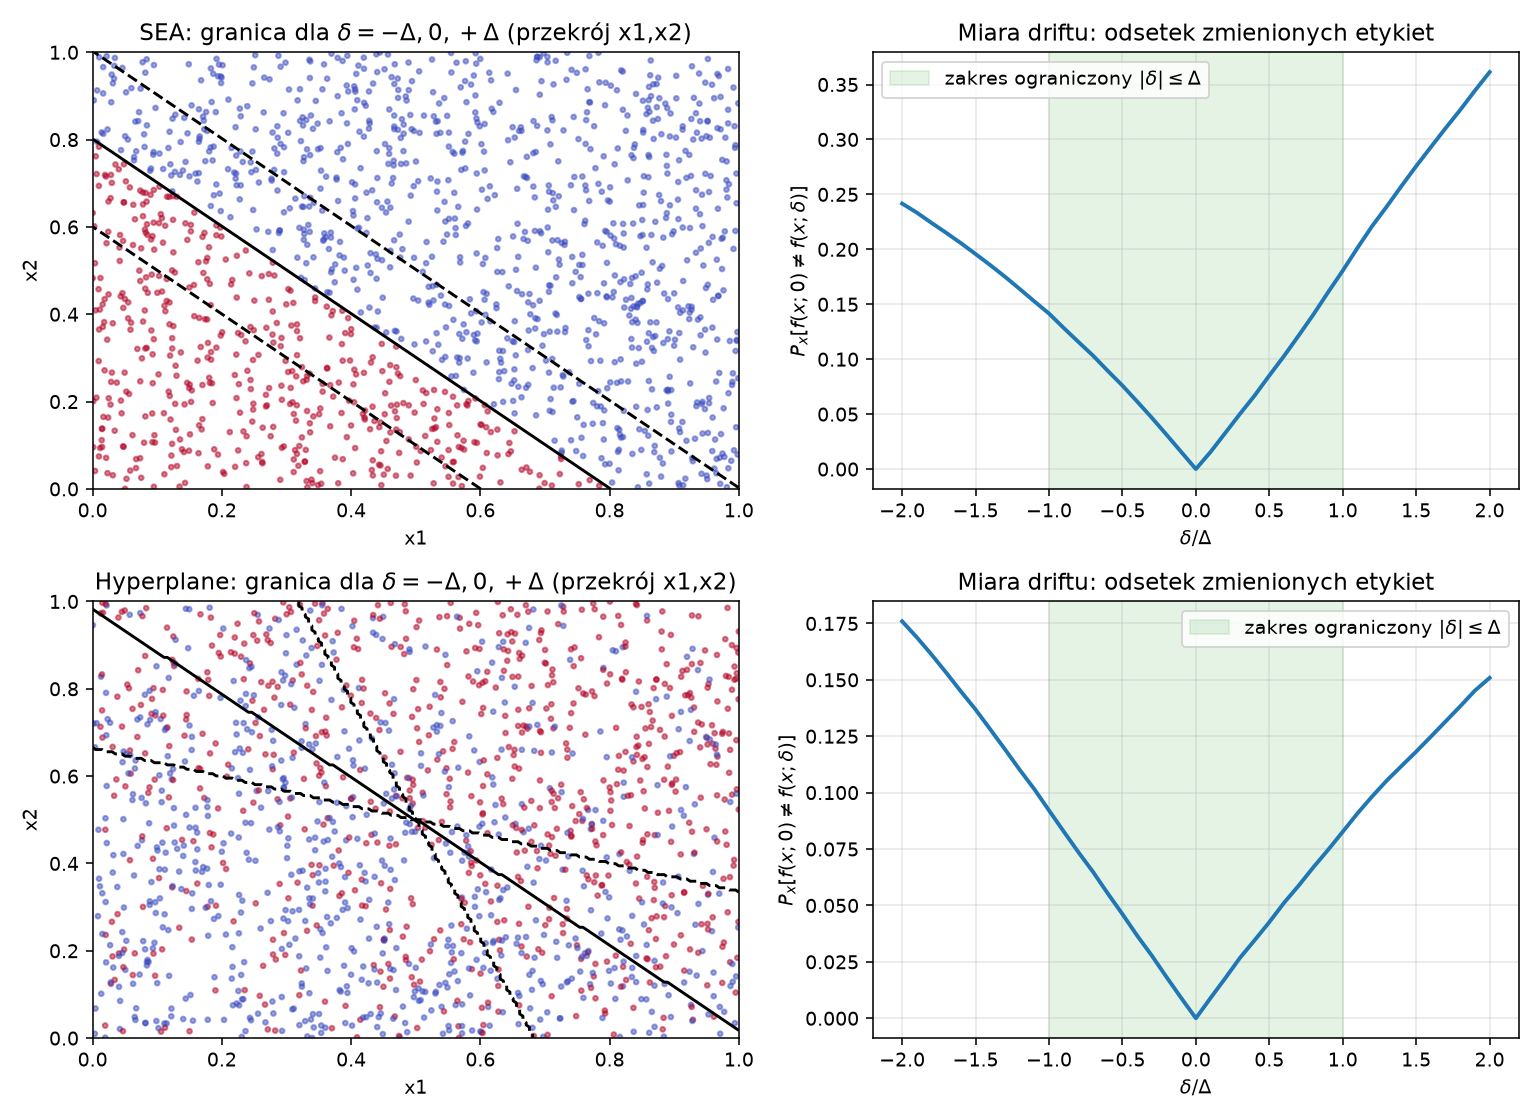 SEA: granica dla δ = −Δ, 0, + Δ (przekrój x1,x2)
1.0
0.8
0.6
0.4
0.2
0.0
x2
0.0 0.2 0.4 0.6 0.8 1.0
x1
Miara driftu: odsetek zmienionych etykiet
zakres ograniczony |δ| ≤ Δ
0.35
0.30
0.25
0.20
0.15
0.10
0.05
0.00
Pₓ[f(x; 0) ≠ f(x; δ)]
−2.0 −1.5 −1.0 −0.5 0.0 0.5 1.0 1.5 2.0
δ/Δ
Hyperplane: granica dla δ = −Δ, 0, + Δ (przekrój x1,x2)
1.0
0.8
0.6
0.4
0.2
0.0
x2
0.0 0.2 0.4 0.6 0.8 1.0
x1
Miara driftu: odsetek zmienionych etykiet
zakres ograniczony |δ| ≤ Δ
0.175
0.150
0.125
0.100
0.075
0.050
0.025
0.000
Pₓ[f(x; 0) ≠ f(x; δ)]
−2.0 −1.5 −1.0 −0.5 0.0 0.5 1.0 1.5 2.0
δ/Δ